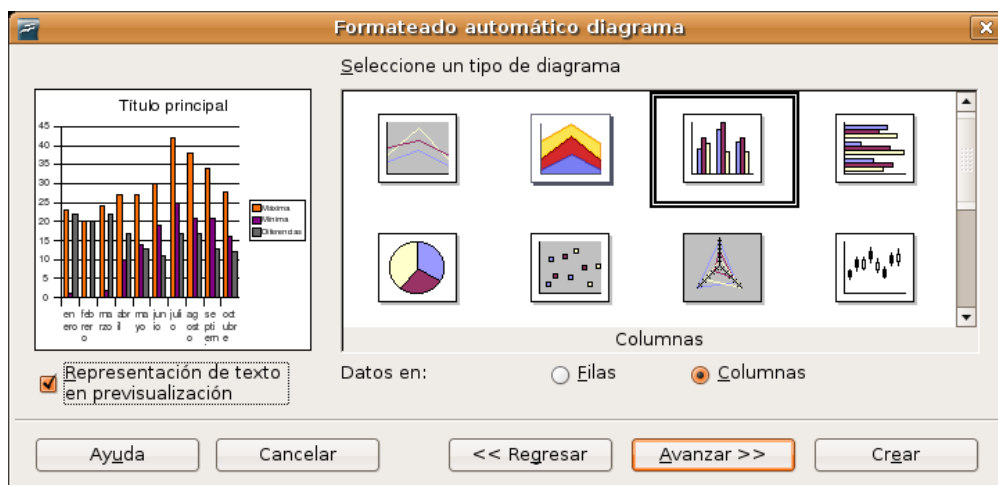 Formateado automático diagrama
Seleccione un tipo de diagrama
Título principal
45
40
35
30
25
20
15
10
5
0
Máxima
Mínima
Diferencias
en feb ma abr ma jun juli ag se oct
ero rer rzo il yo io o ost pti ubr
o o em e
Columnas
Representación de texto
en previsualización
Datos en:
Filas
Columnas
Ayuda
Cancelar
<< Regresar
Avanzar >>
Crear